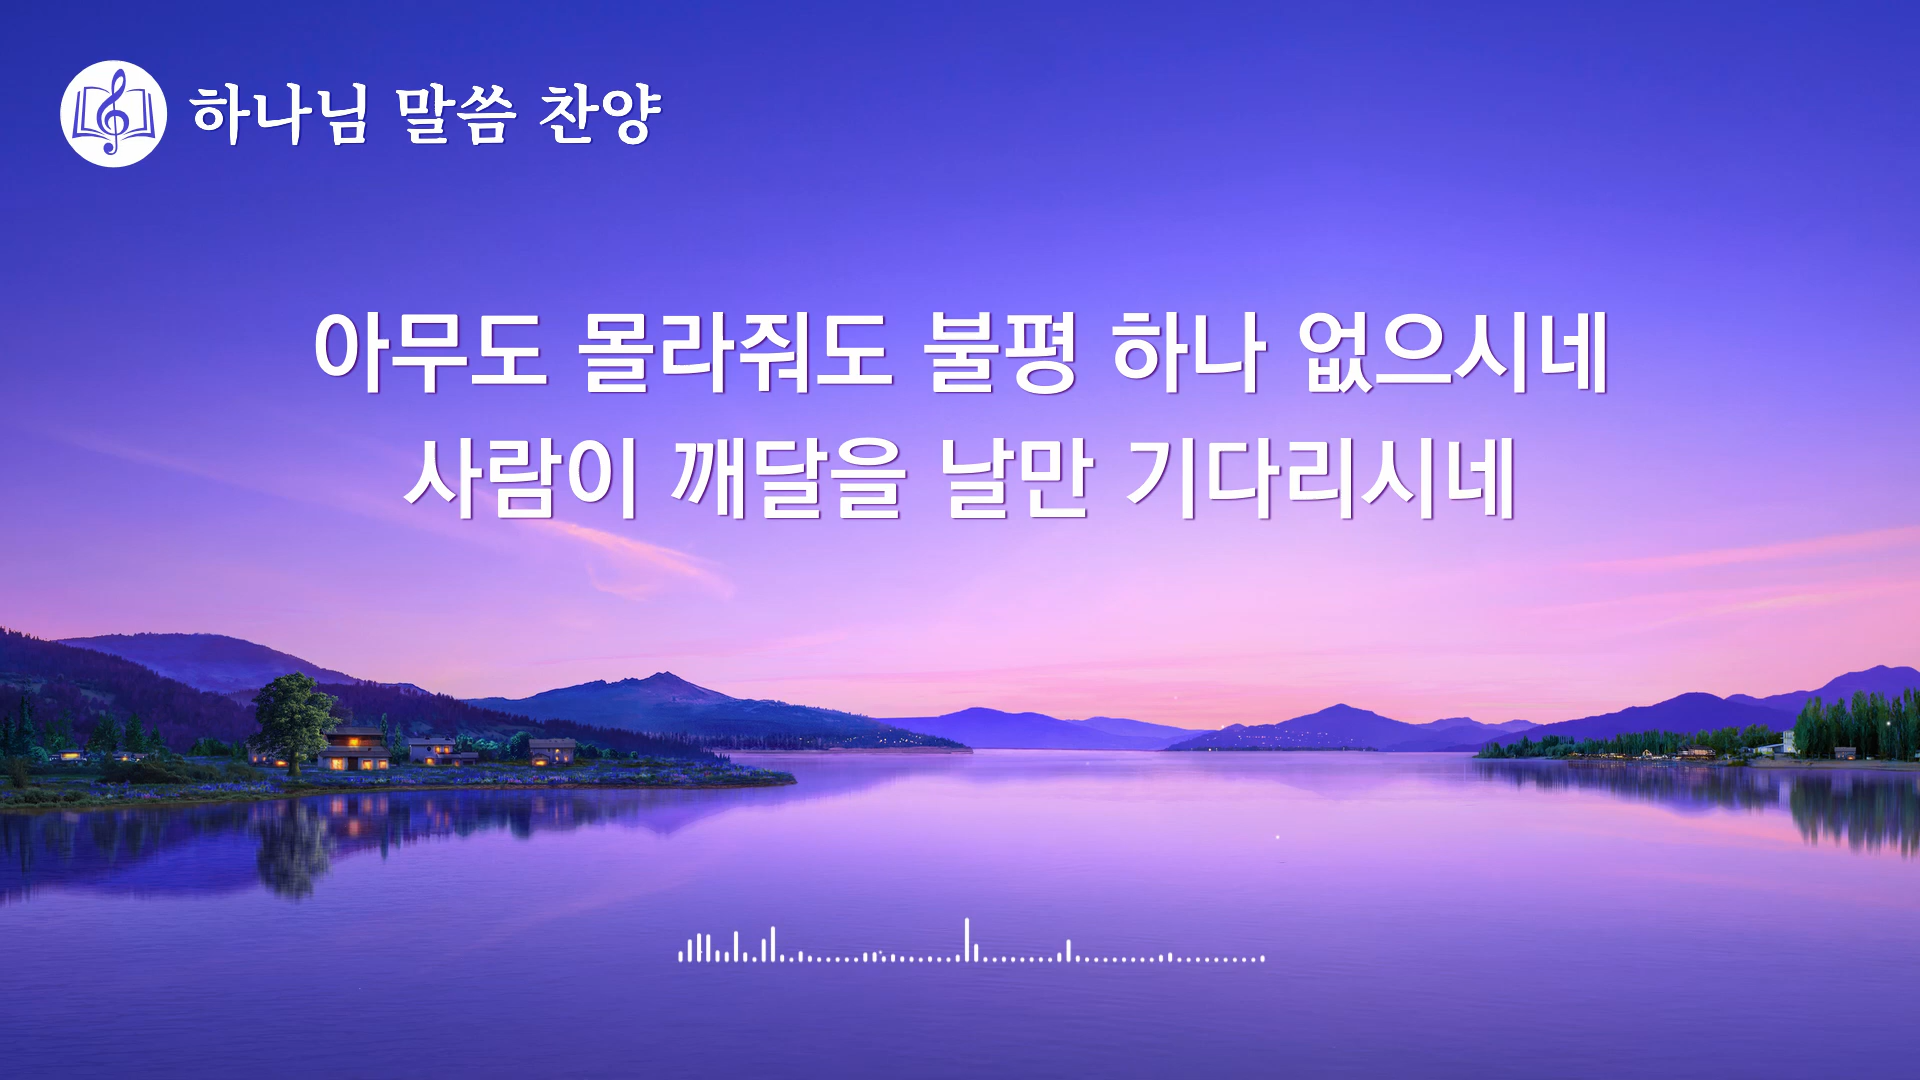 하나님 말씀 찬양
아무도 몰라줘도 불평 하나 없으시네
사람이 깨달을 날만 기다리시네